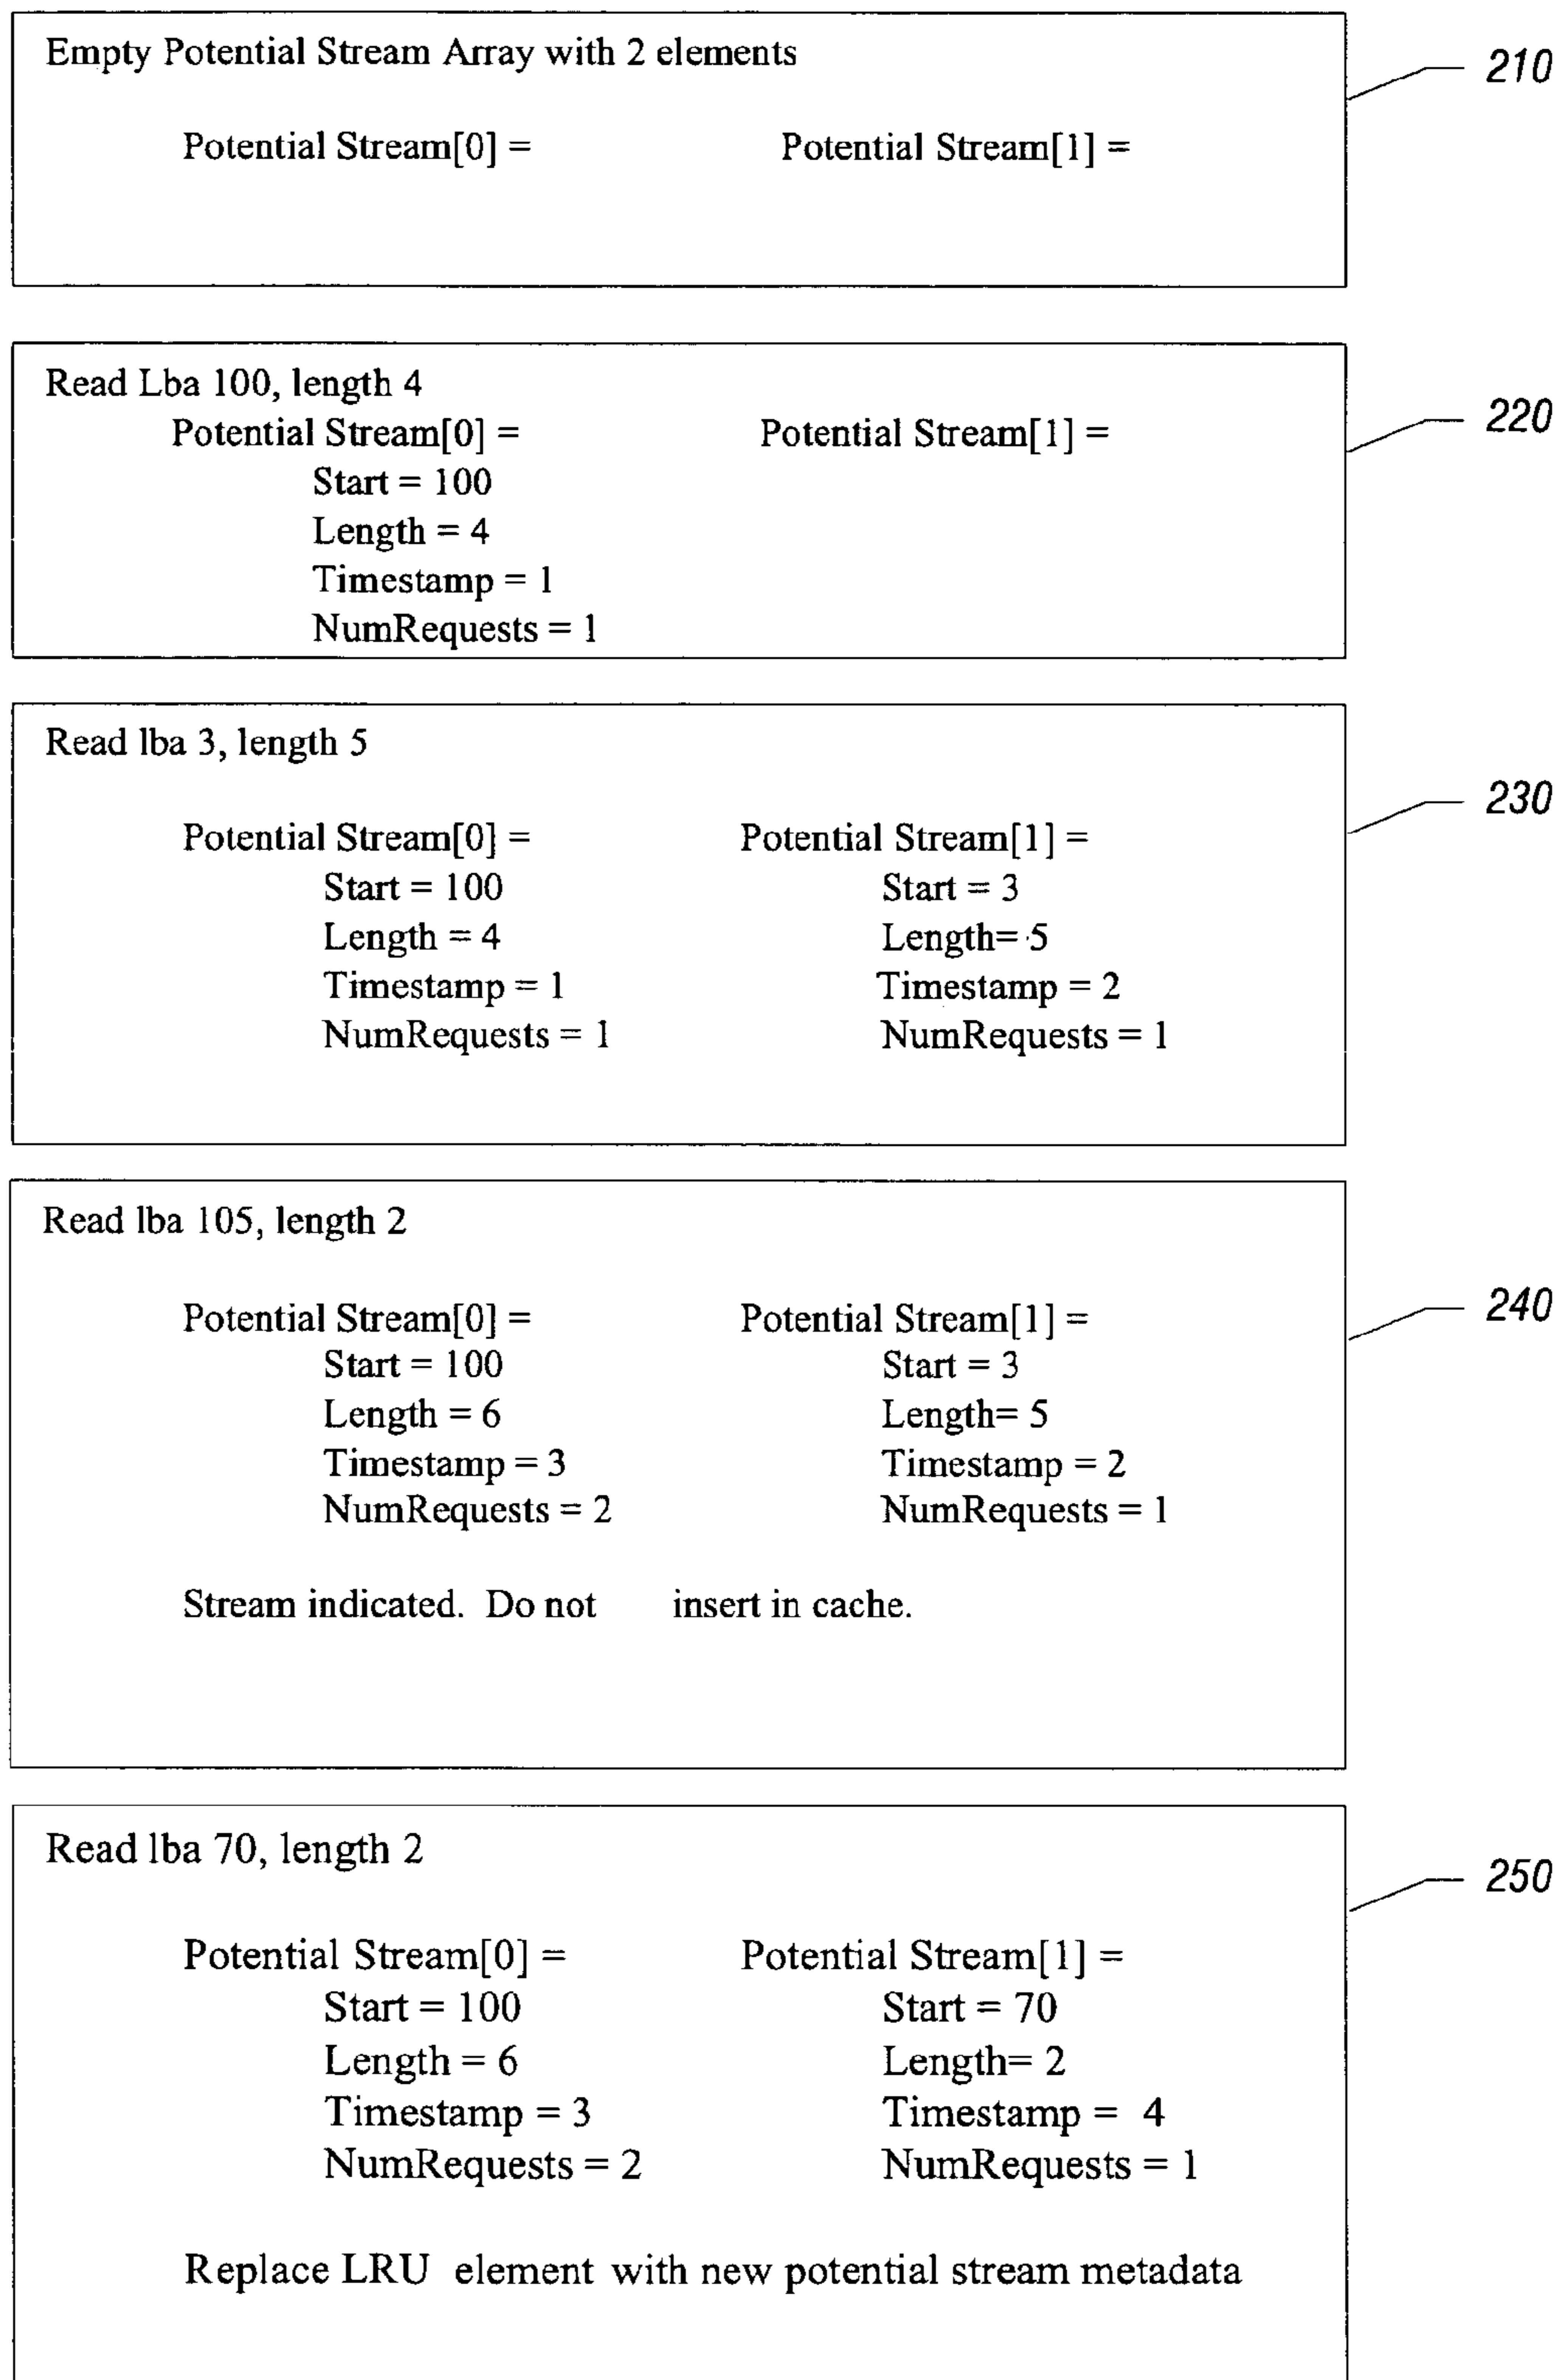 Empty Potential Stream Array with 2 elements
210
Potential Stream[0] = Potential Stream[1] =
Read Lba 100, length 4
220
Potential Stream[0] = Potential Stream[1] =
Start = 100
Length = 4
Timestamp = 1
NumRequests = 1
Read lba 3, length 5
230
Potential Stream[0] = Potential Stream[1] =
Start = 100 Start = 3
Length = 4 Length= 5
Timestamp = 1 Timestamp = 2
NumRequests = 1 NumRequests = 1
Read lba 105, length 2
240
Potential Stream[0] = Potential Stream[1] =
Start = 100 Start = 3
Length = 6 Length= 5
Timestamp = 3 Timestamp = 2
NumRequests = 2 NumRequests = 1
Stream indicated. Do not insert in cache.
Read lba 70, length 2
250
Potential Stream[0] = Potential Stream[1] =
Start = 100 Start = 70
Length = 6 Length= 2
Timestamp = 3 Timestamp = 4
NumRequests = 2 NumRequests = 1
Replace LRU element with new potential stream metadata